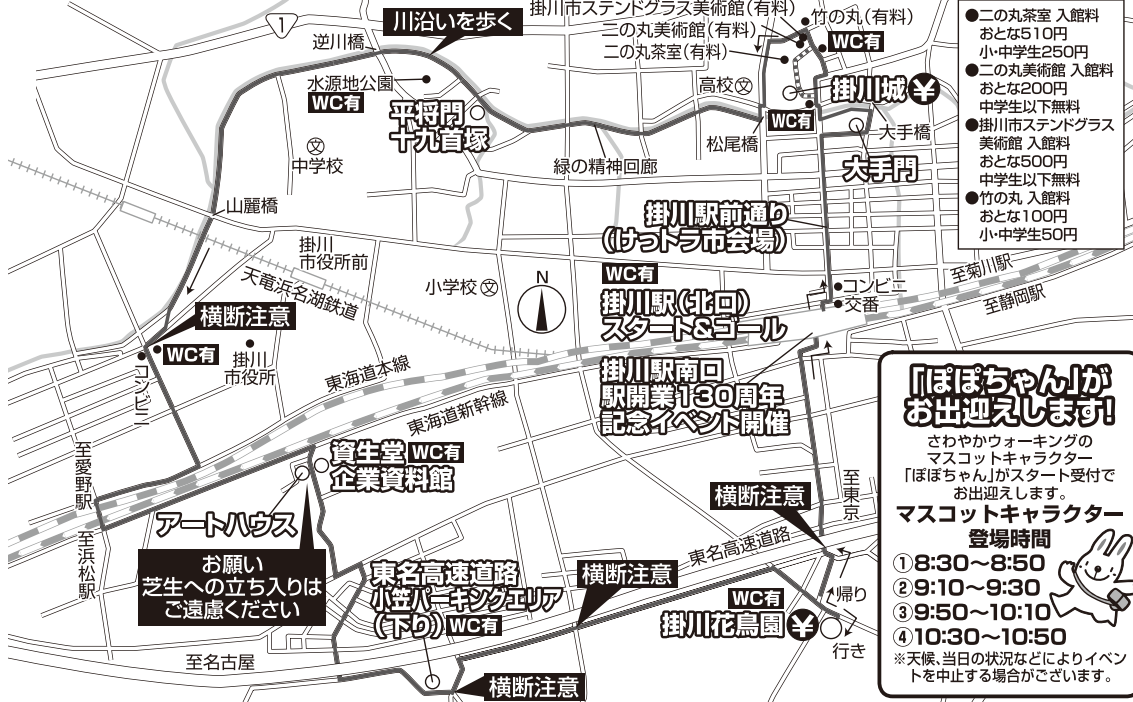 1
川沿いを歩く
逆川橋
水源地公園
WC有
平将門
十九首塚
文
中学校
山麓橋
掛川市ステンドグラス美術館(有料)
二の丸美術館(有料)
二の丸茶室(有料)
竹の丸(有料)
WC有
高校文
掛川城¥
WC有
松尾橋
大手橋
大手門
緑の精神回廊
●二の丸茶室 入館料
おとな510円
小・中学生250円
●二の丸美術館 入館料
おとな200円
中学生以下無料
●掛川市ステンドグラス
美術館 入館料
おとな500円
中学生以下無料
●竹の丸 入館料
おとな100円
小・中学生50円
掛川駅前通り
(けっトラ市会場)
WC有
掛川駅(北口)
スタート&ゴール
コンビニ
交番
至菊川駅
至静岡駅
掛川
市役所前
天竜浜名湖鉄道
小学校文
N
横断注意
WC有
コンビニ
掛川
市役所
東海道本線
東海道新幹線
掛川駅南口
駅開業130周年
記念イベント開催
至愛野駅
至浜松駅
資生堂 WC有
企業資料館
アートハウス
お願い
芝生への立ち入りは
ご遠慮ください
東名高速道路
小笠パーキングエリア
(下り) WC有
至名古屋
横断注意
横断注意
横断注意
至東京
東名高速道路
WC有
掛川花鳥園¥
帰り
行き
「ぽぽちゃん」が
お出迎えします!
さわやかウォーキングの
マスコットキャラクター
「ぽぽちゃん」がスタート受付で
お出迎えします。
マスコットキャラクター
登場時間
①8:30〜8:50
②9:10〜9:30
③9:50〜10:10
④10:30〜10:50
※天候、当日の状況などによりイベン
トを中止する場合がございます。